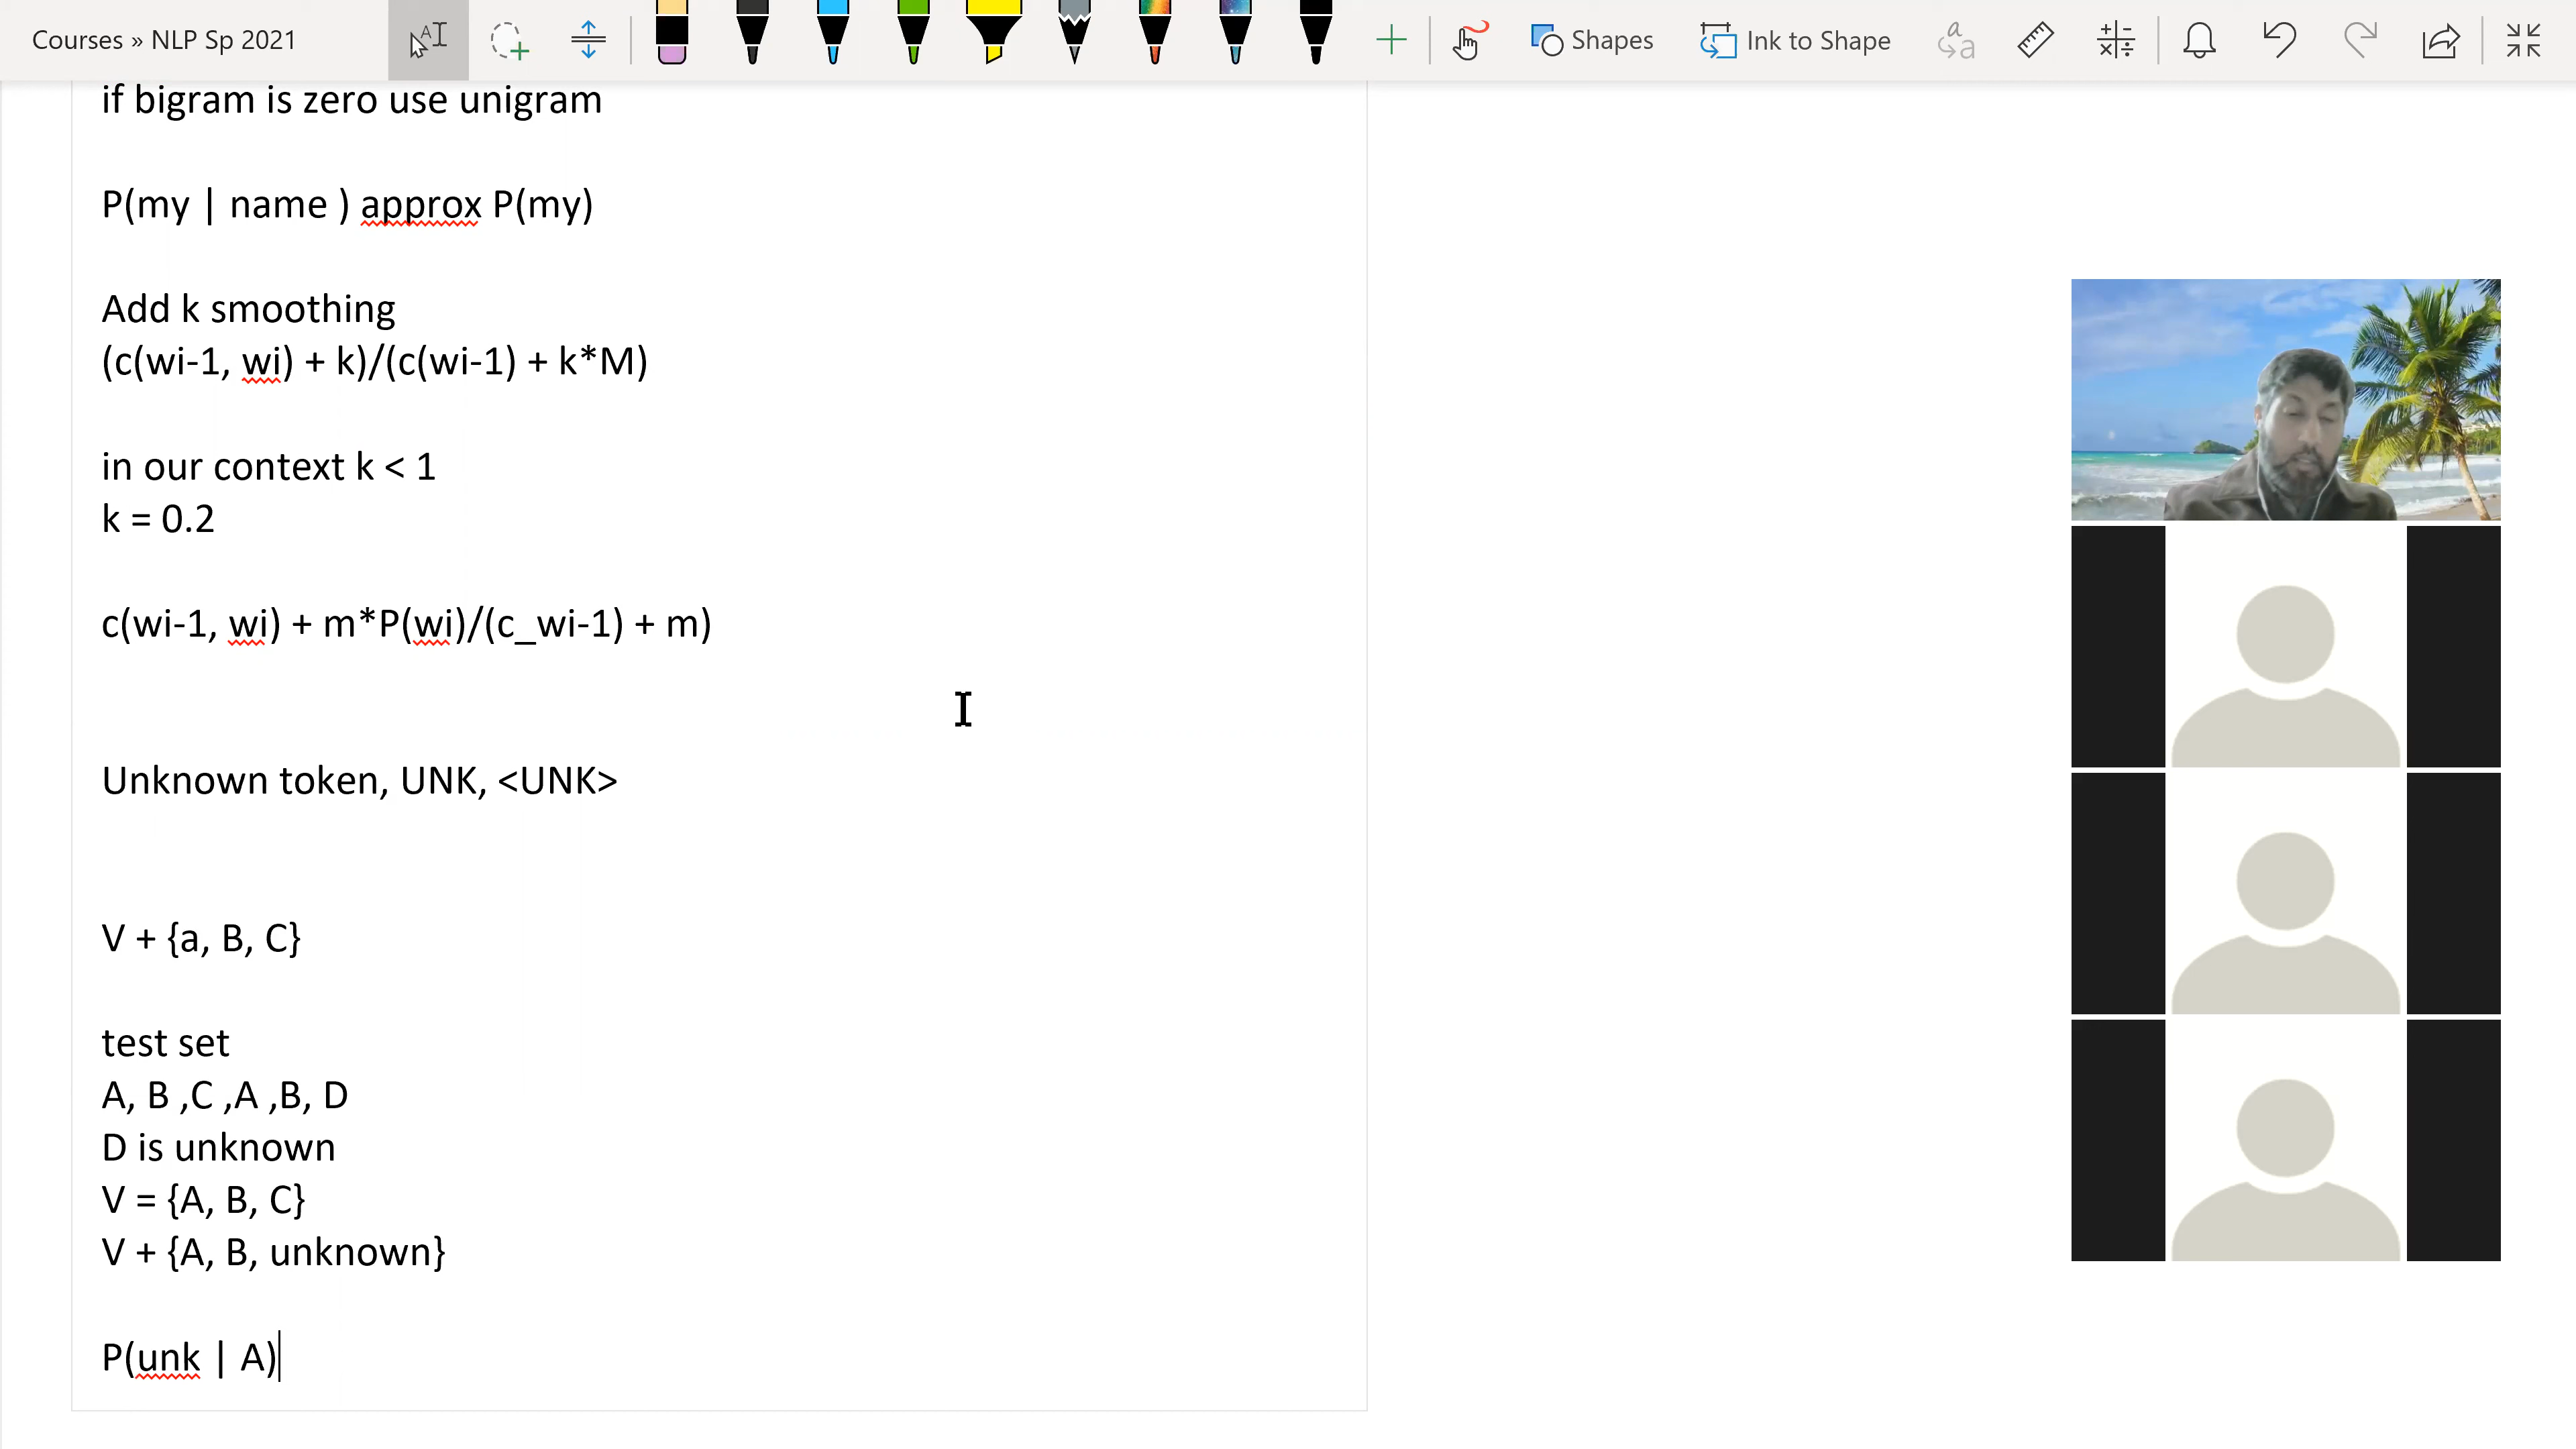 Courses » NLP Sp 2021
Shapes
Ink to Shape
if bigram is zero use unigram
P(my | name ) approx P(my)
Add k smoothing
(c(wi-1, wi) + k)/(c(wi-1) + k*M)
in our context k < 1
k = 0.2
c(wi-1, wi) + m*P(wi)/(c_wi-1) + m)
Unknown token, UNK, <UNK>
V + {a, B, C}
test set
A, B ,C ,A ,B, D
D is unknown
V = {A, B, C}
V + {A, B, unknown}
P(unk | A)